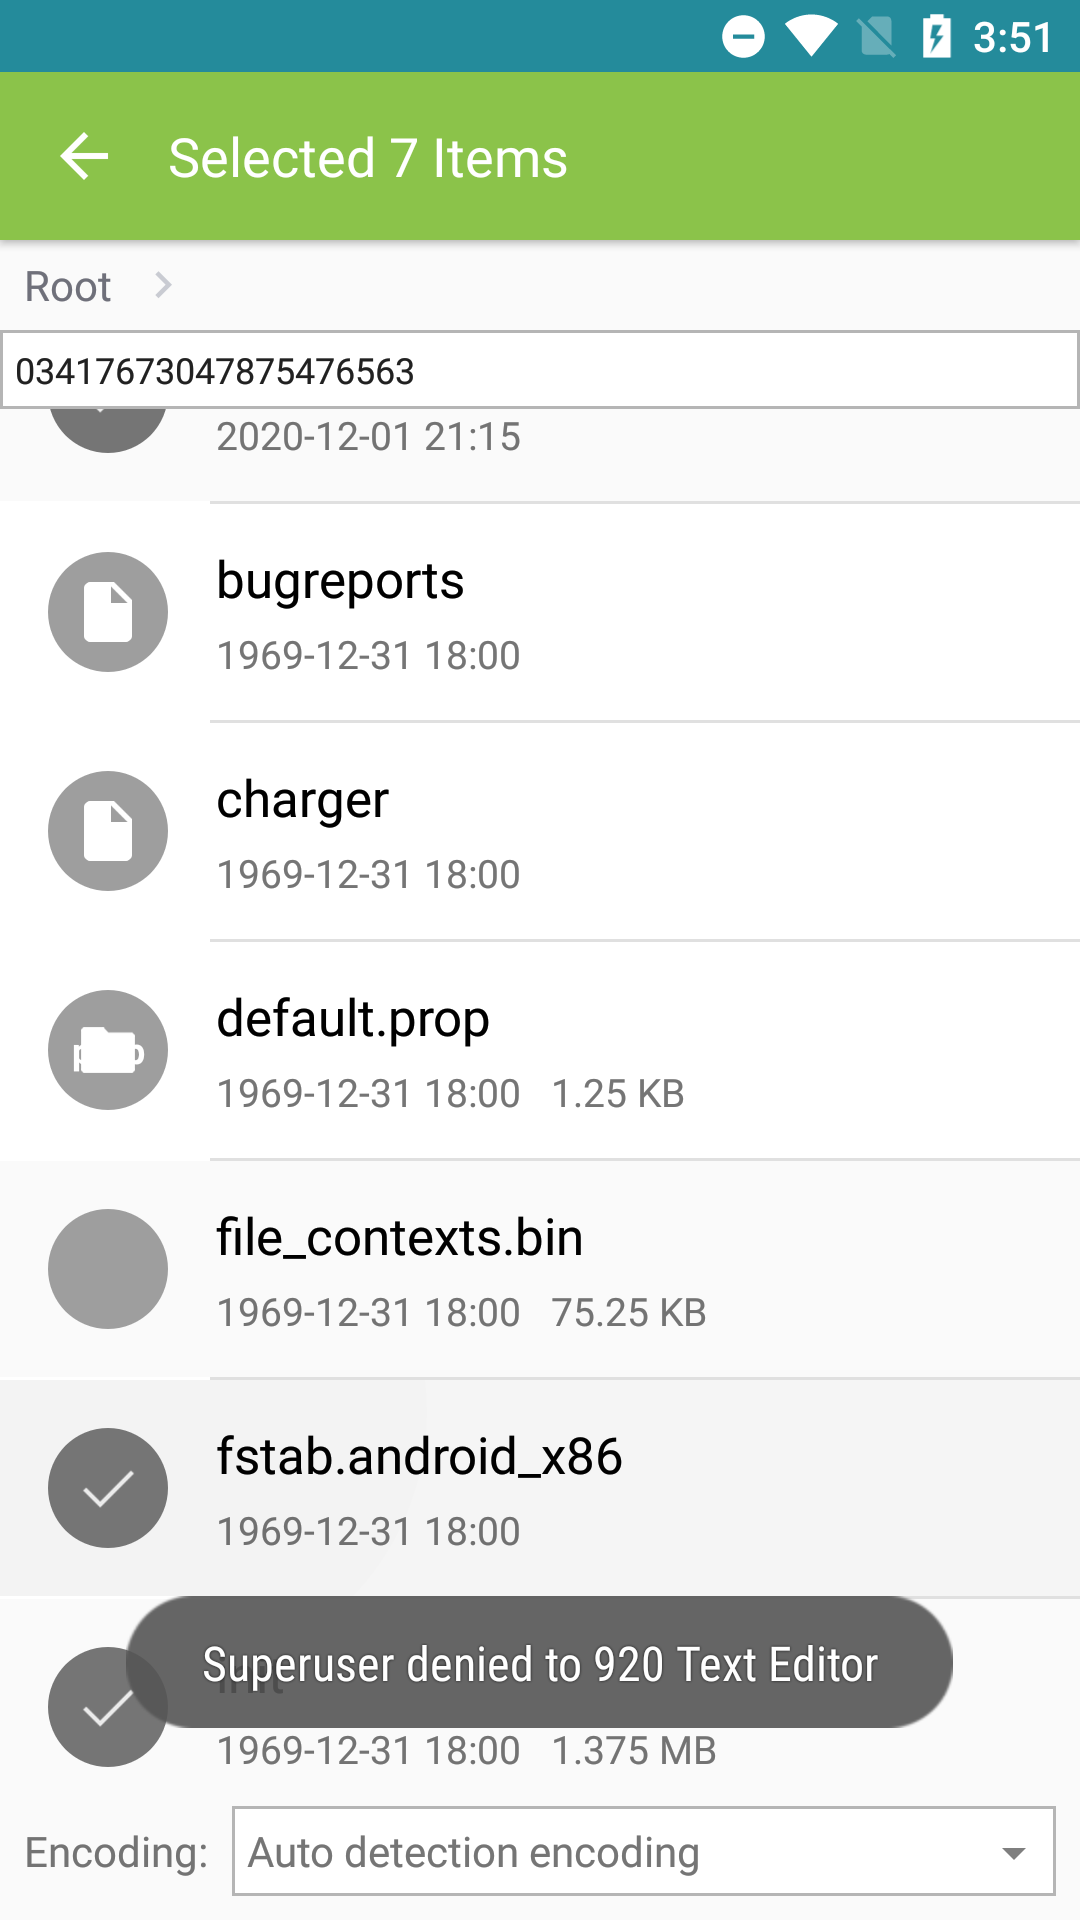 3:51
Selected 7 Items
Root
03417673047875476563
2020-12-01 21:15
bugreports
1969-12-31 18:00
charger
1969-12-31 18:00
default.prop
1969-12-31 18:00 1.25 KB
file_contexts.bin
1969-12-31 18:00 75.25 KB
fstab.android_x86
1969-12-31 18:00
Superuser denied to 920 Text Editor
1969-12-31 18:00 1.375 MB
Encoding: Auto detection encoding